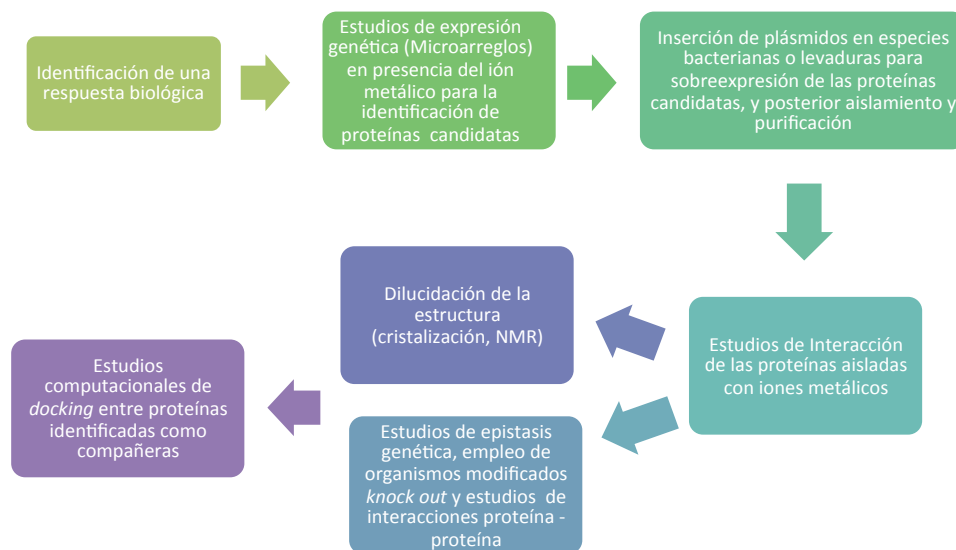 Identificación de una
respuesta biológica
Estudios de expresión
genética (Microarreglos)
en presencia del ión
metálico para la
identificación de
proteínas candidatas
Inserción de plásmidos en especies
bacterianas o levaduras para
sobreexpresión de las proteínas
candidatas, y posterior aislamiento y
purificación
Estudios de Interacción
de las proteínas aisladas
con iones metálicos
Dilucidación de la
estructura
(cristalización, NMR)
Estudios de epistasis
genética, empleo de
organismos modificados
knock out y estudios de
interacciones proteína -
proteína
Estudios
computacionales de
docking entre proteínas
identificadas como
compañeras